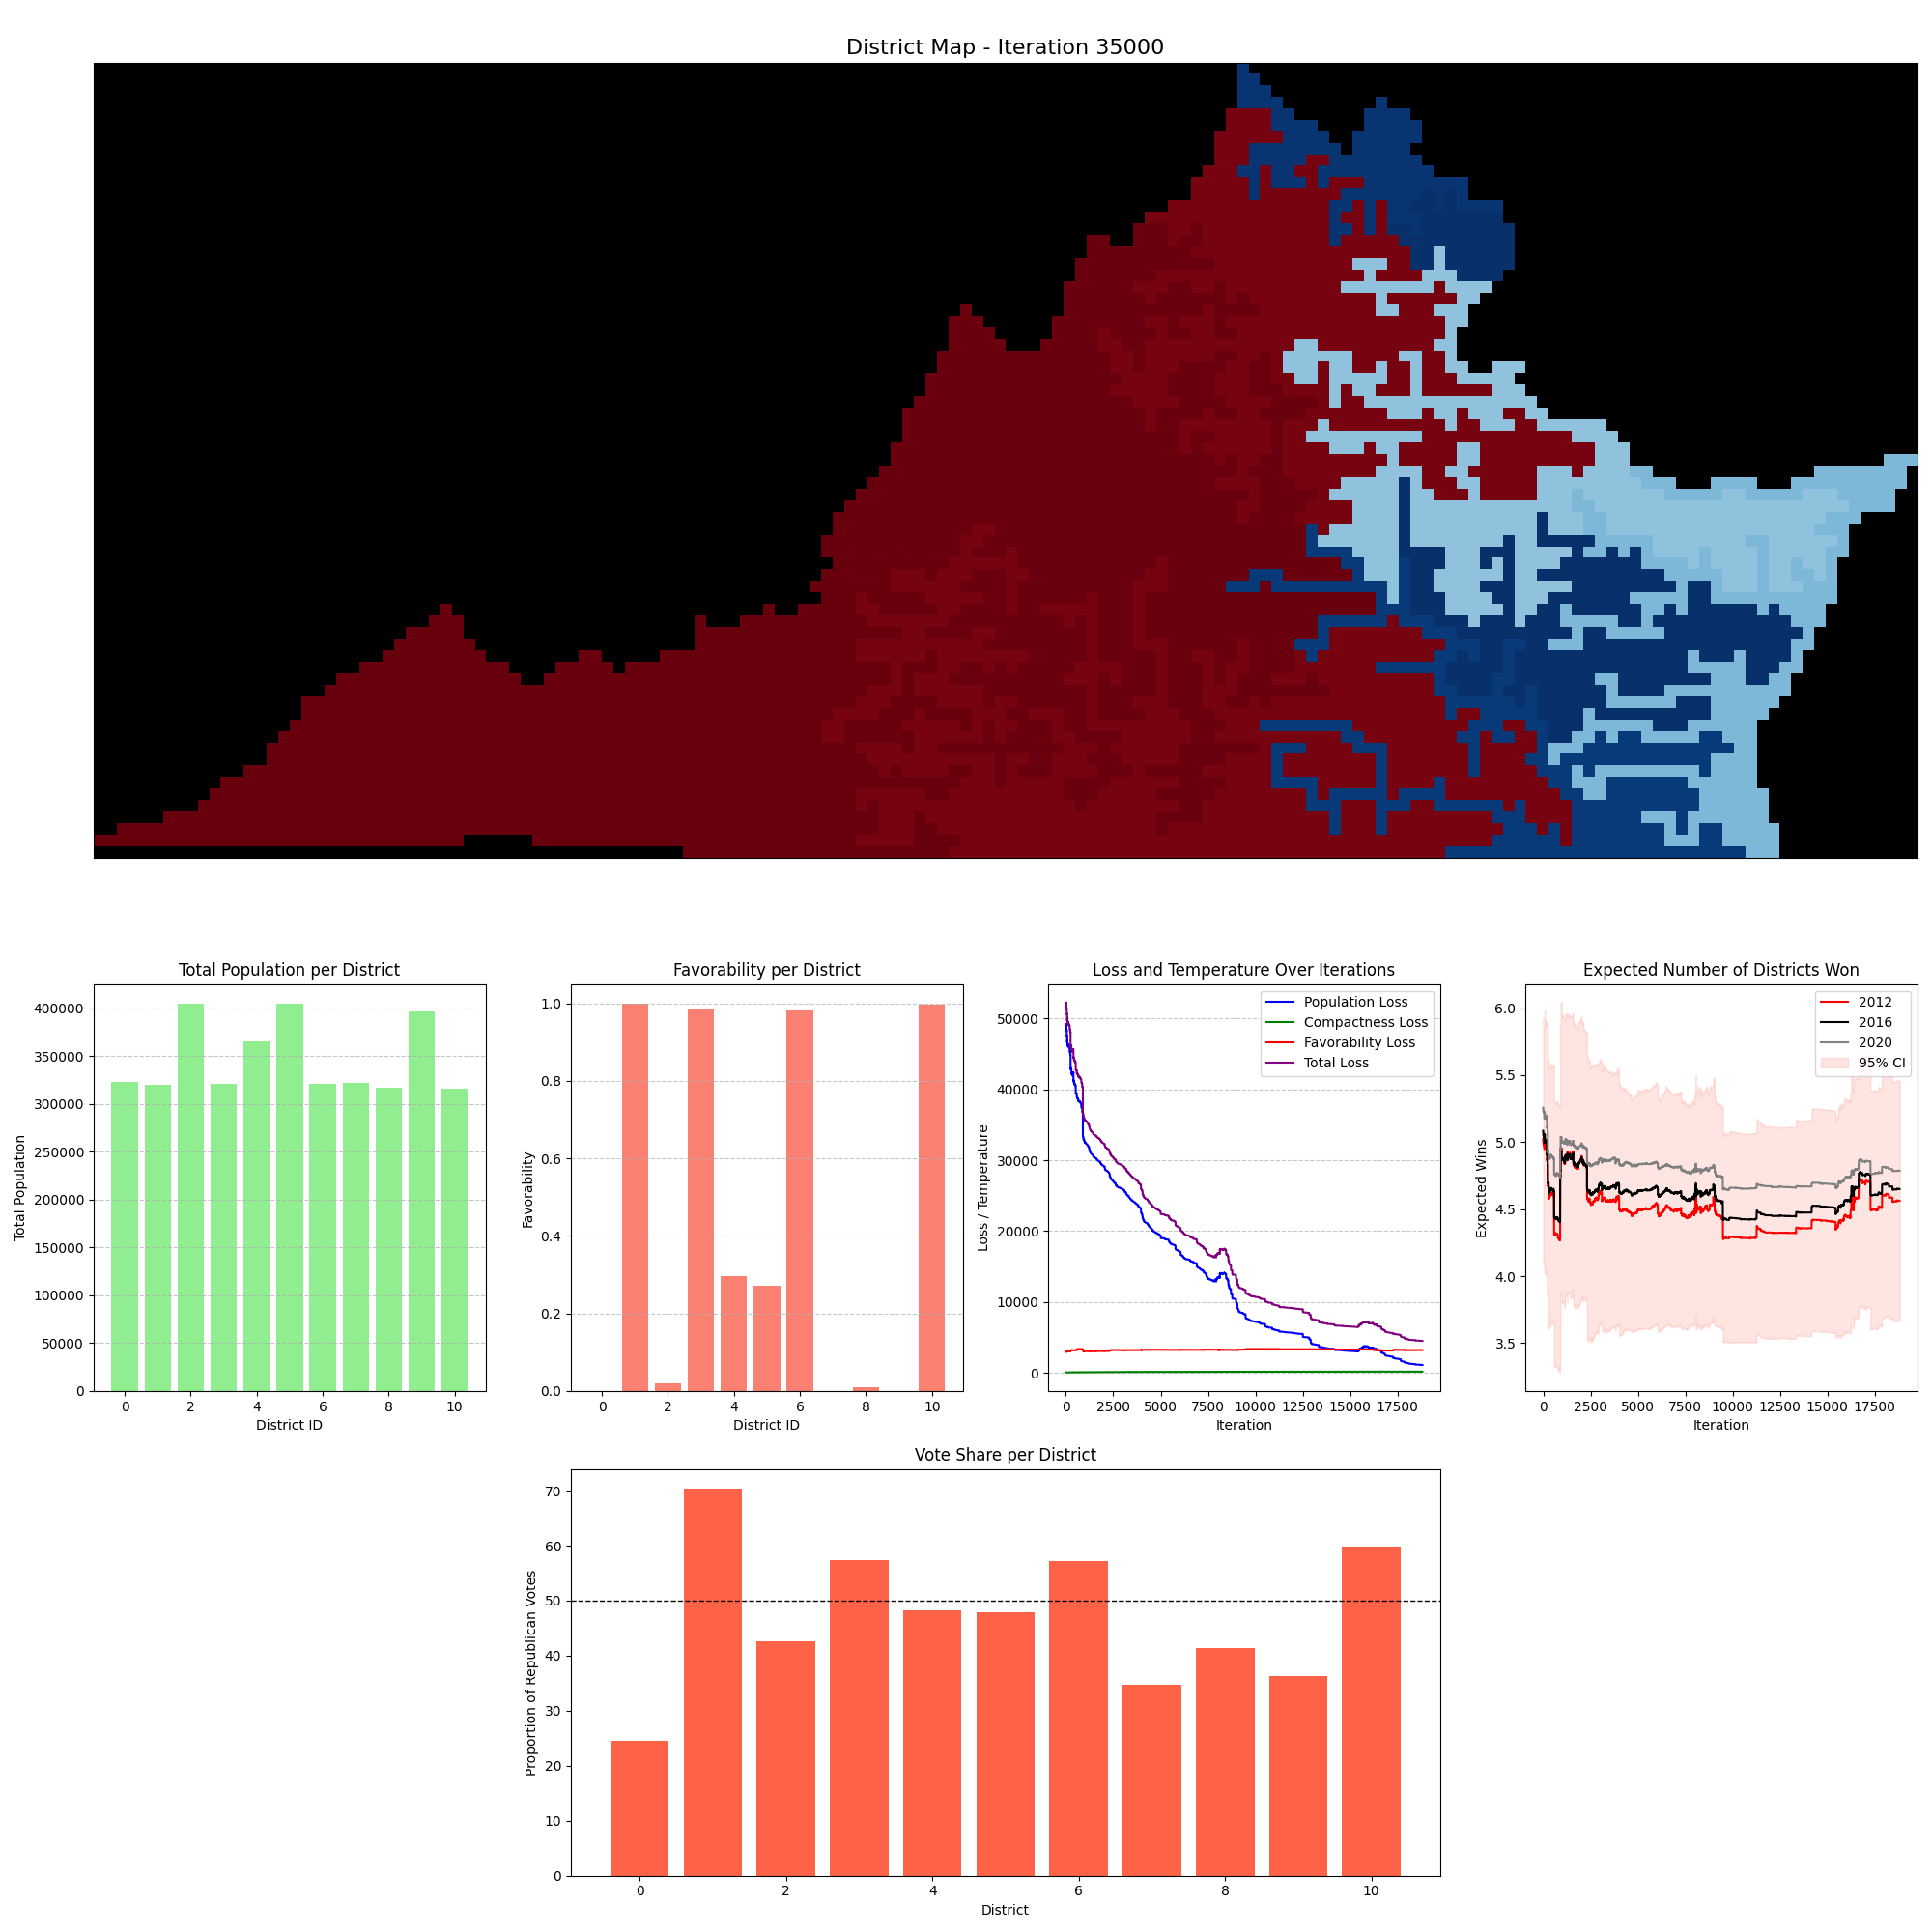 District Map - Iteration 35000
Total Population per District
Total Population
400000
350000
300000
250000
200000
150000
100000
50000
0
0 2 4 6 8 10
District ID
Favorability per District
Favorability
1.0
0.8
0.6
0.4
0.2
0.0
0 2 4 6 8 10
District ID
Loss and Temperature Over Iterations
Loss / Temperature
50000
40000
30000
20000
10000
0
Population Loss
Compactness Loss
Favorability Loss
Total Loss
0 2500 5000 7500 10000 12500 15000 17500
Iteration
Expected Number of Districts Won
Expected Wins
6.0
5.5
5.0
4.5
4.0
3.5
2012
2016
2020
95% CI
0 2500 5000 7500 10000 12500 15000 17500
Iteration
Vote Share per District
Proportion of Republican Votes
70
60
50
40
30
20
10
0
0 2 4 6 8 10
District